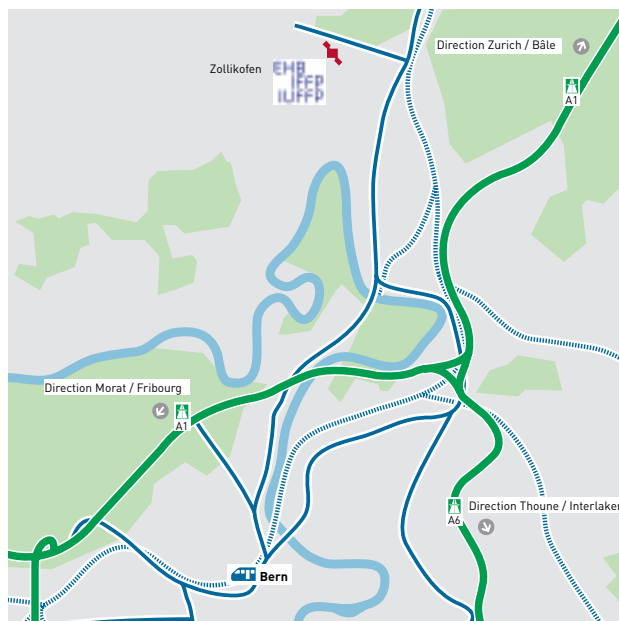 Direction Zurich / Bâle
Zollikofen
EHB
IFFP
IUFFP
A1
Direction Morat / Fribourg
A1
Direction Thoune / Interlaken
A6
Bern